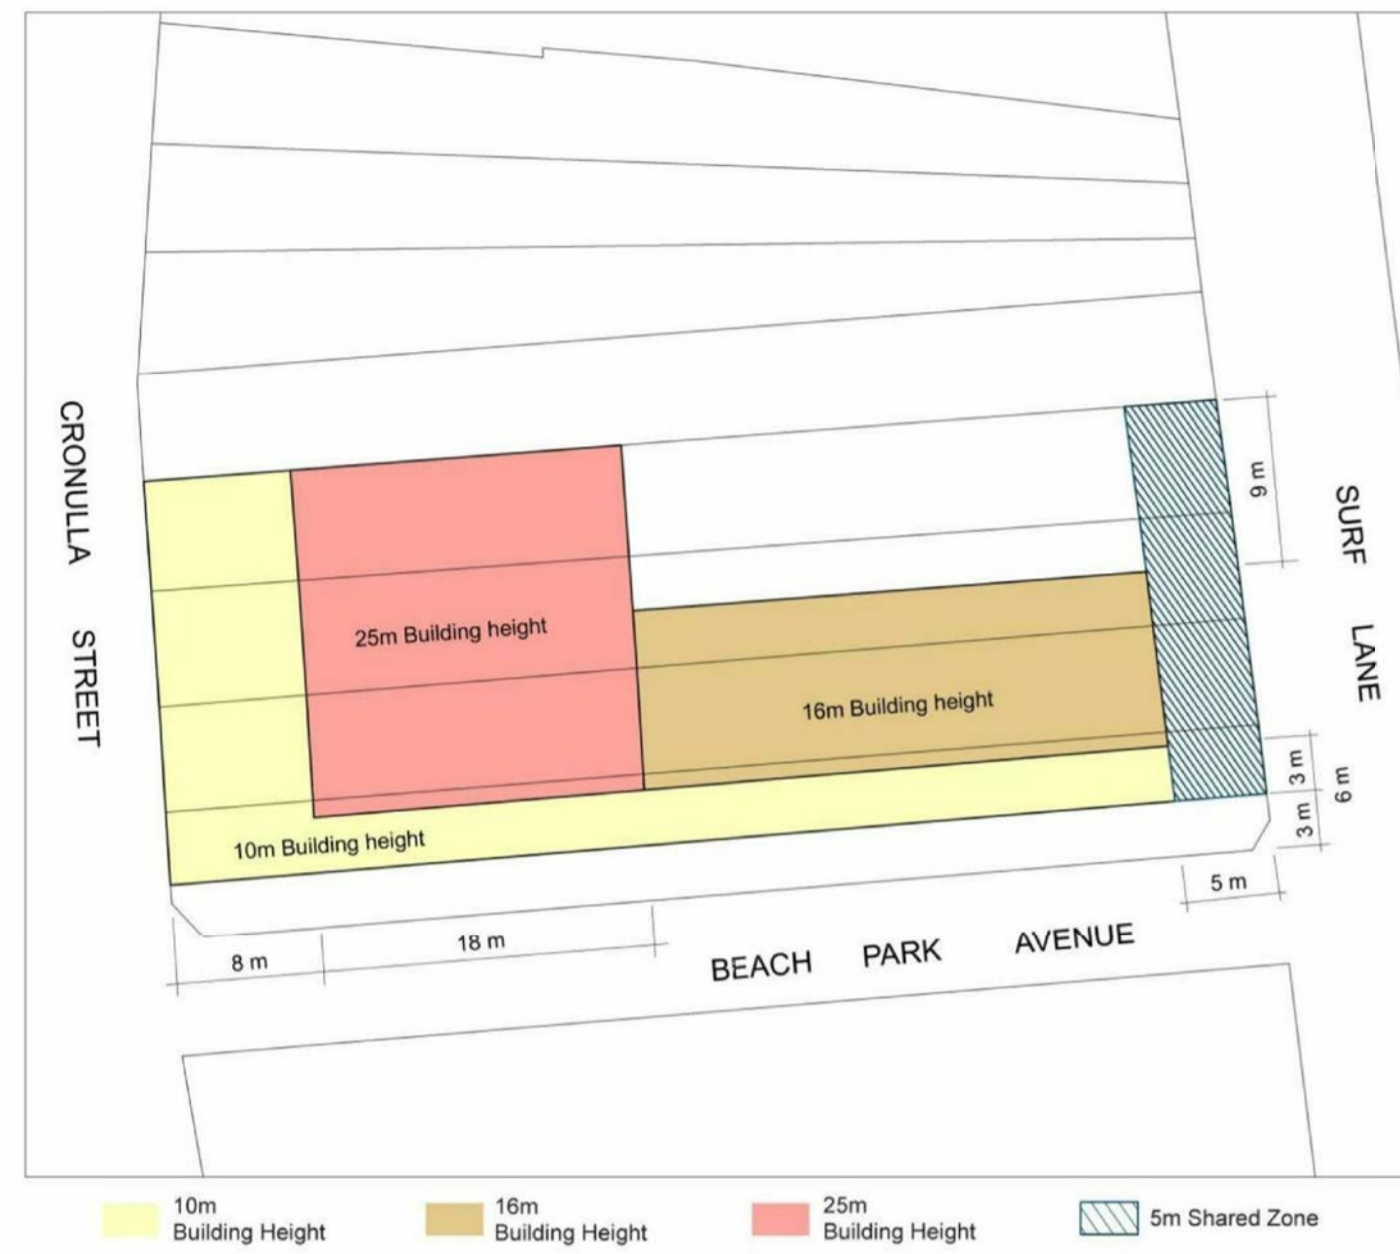 CRONULLA STREET
25m Building height
16m Building height
10m Building height
9 m
SURF LANE
3 m
3 m
6 m
5 m
8 m
18 m
BEACH PARK AVENUE
10m
Building Height
16m
Building Height
25m
Building Height
5m Shared Zone